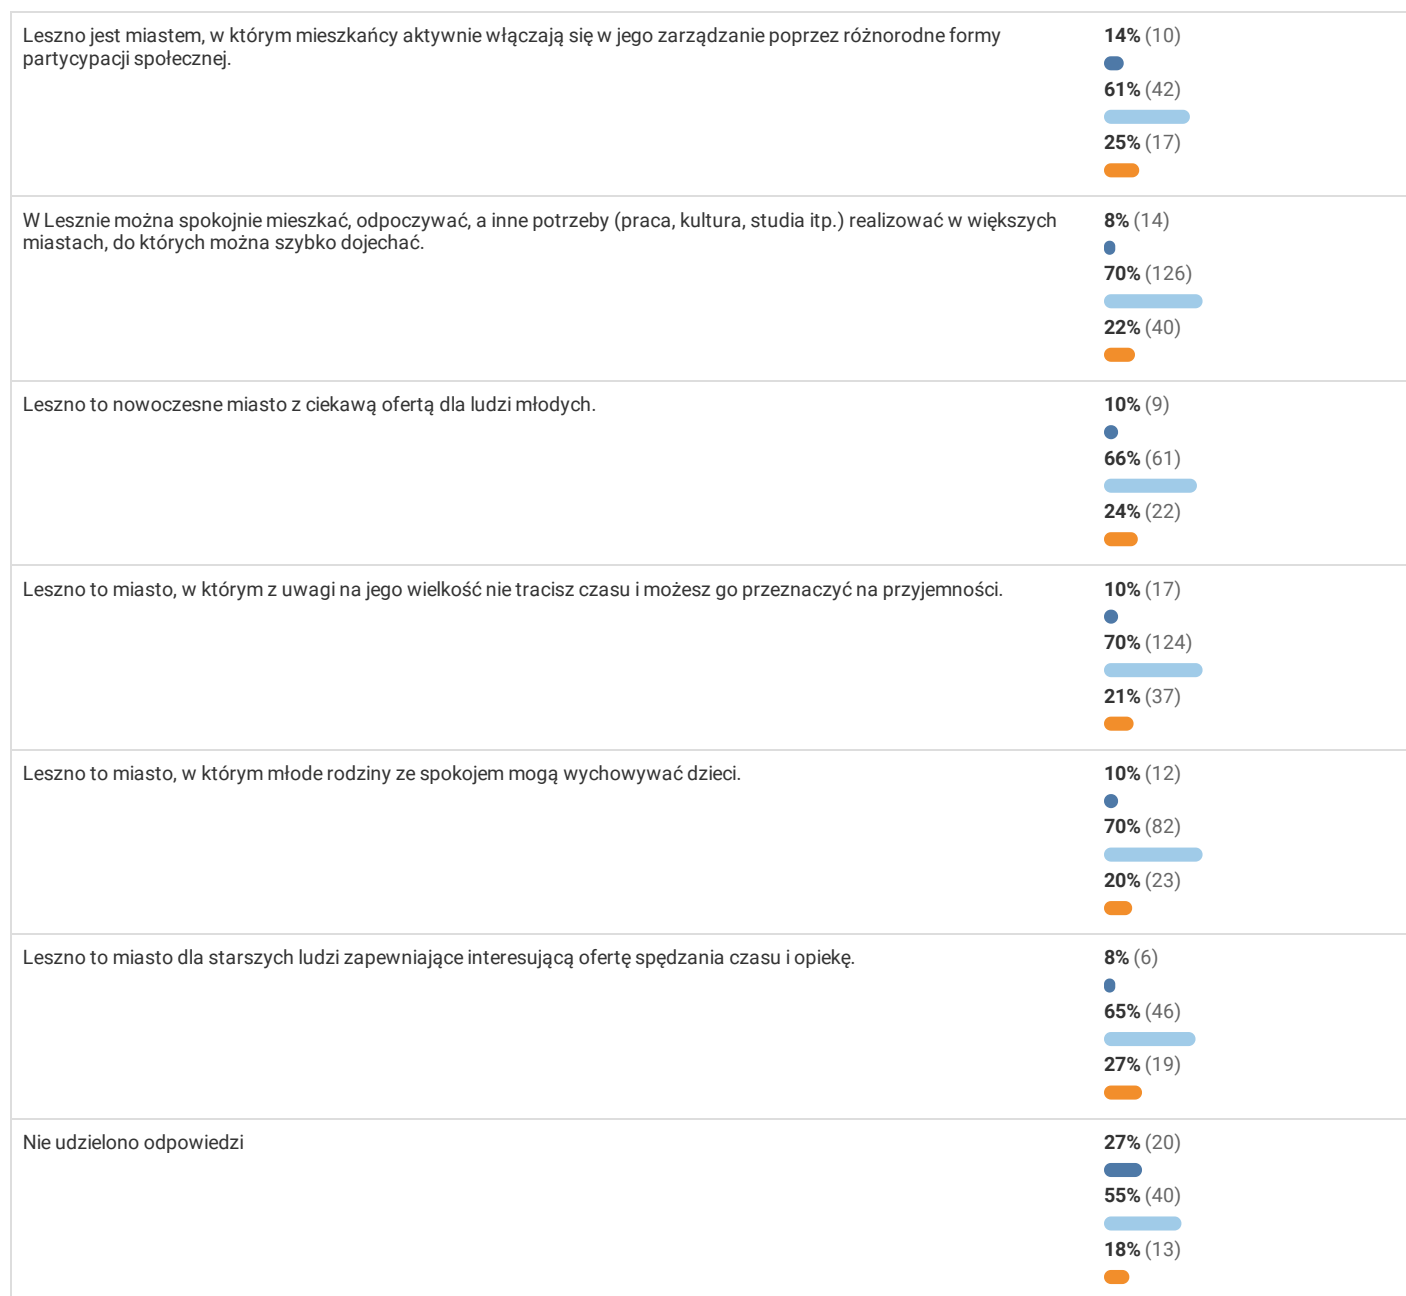 Leszno jest miastem, w którym mieszkańcy aktywnie włączają się w jego zarządzanie poprzez różnorodne formy
partycypacji społecznej.
14% (10)
61% (42)
25% (17)
W Lesznie można spokojnie mieszkać, odpoczywać, a inne potrzeby (praca, kultura, studia itp.) realizować w większych
miastach, do których można szybko dojechać.
8% (14)
70% (126)
22% (40)
Leszno to nowoczesne miasto z ciekawą ofertą dla ludzi młodych.
10% (9)
66% (61)
24% (22)
Leszno to miasto, w którym z uwagi na jego wielkość nie tracisz czasu i możesz go przeznaczyć na przyjemności.
10% (17)
70% (124)
21% (37)
Leszno to miasto, w którym młode rodziny ze spokojem mogą wychowywać dzieci.
10% (12)
70% (82)
20% (23)
Leszno to miasto dla starszych ludzi zapewniające interesującą ofertę spędzania czasu i opiekę.
8% (6)
65% (46)
27% (19)
Nie udzielono odpowiedzi
27% (20)
55% (40)
18% (13)